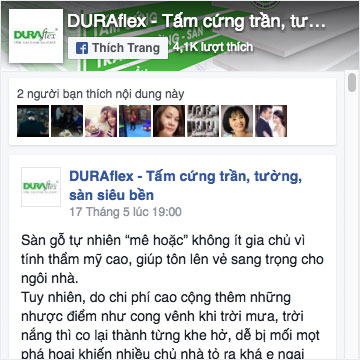 DURAflex - Tấm cứng trần, tư...
DURAflex
Thích Trang
4,1K lượt thích
2 người bạn thích nội dung này
DURAflex
DURAflex - Tấm cứng trần, tường,
sàn siêu bền
17 Tháng 5 lúc 19:00
Sàn gỗ tự nhiên “mê hoặc” không ít gia chủ vì
tính thẩm mỹ cao, giúp tôn lên vẻ sang trọng cho
ngôi nhà.
Tuy nhiên, do chi phí cao cộng thêm những
nhược điểm như cong vênh khi trời mưa, trời
nắng thì co lại thành từng khe hở, dễ bị mối mọt
phá hoại khiến nhiều chủ nhà tỏ ra khá e ngại